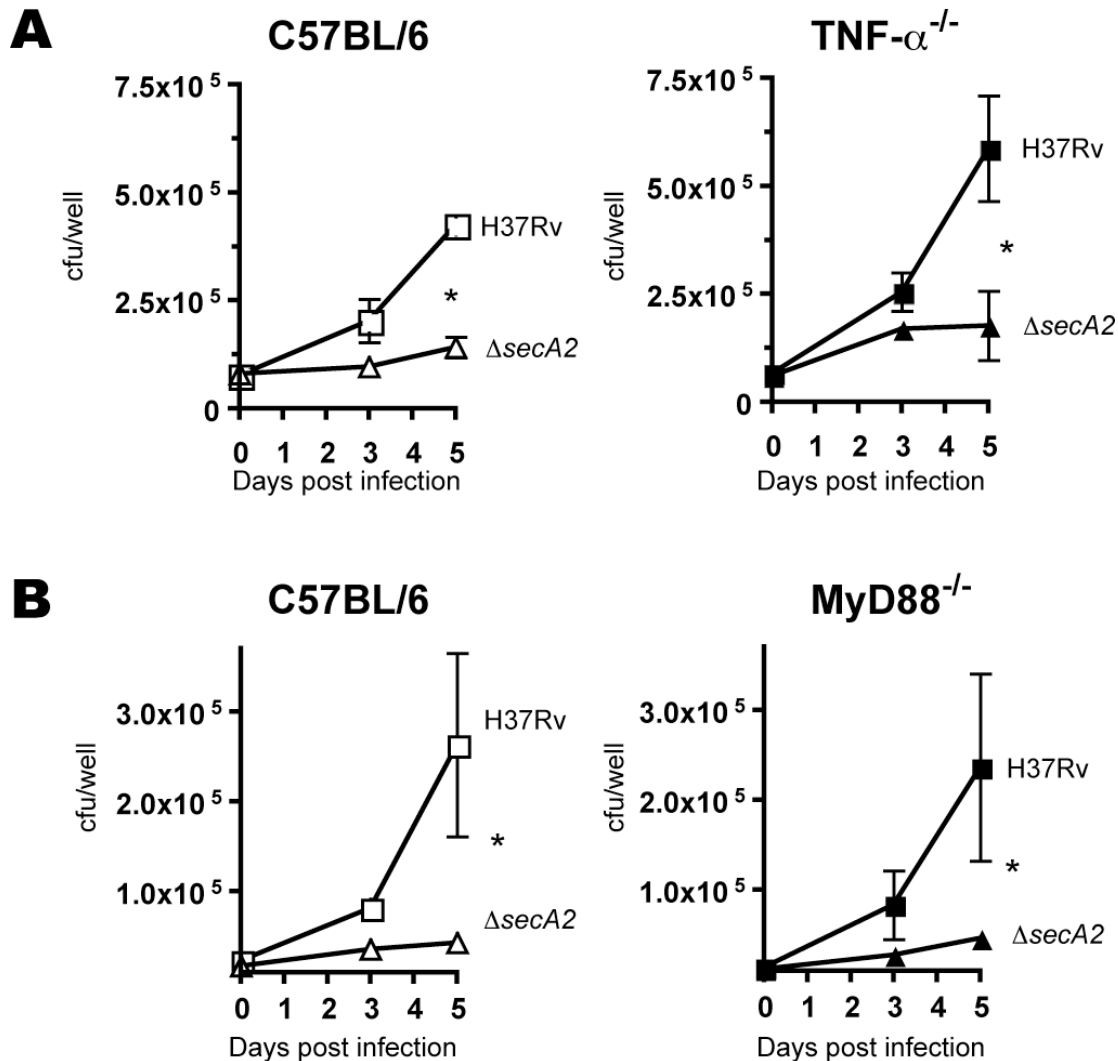 A
C57BL/6
TNF-α-/-
7.5x10 5
5.0x10 5
2.5x10 5
0
cfu/well
H37Rv
*
ΔsecA2
0 1 2 3 4 5
Days post infection
7.5x10 5
5.0x10 5
2.5x10 5
0
cfu/well
H37Rv
*
ΔsecA2
0 1 2 3 4 5
Days post infection
B
C57BL/6
MyD88-/-
3.0x10 5
2.0x10 5
1.0x10 5
cfu/well
H37Rv
*
ΔsecA2
0 1 2 3 4 5
Days post infection
3.0x10 5
2.0x10 5
1.0x10 5
cfu/well
H37Rv
*
ΔsecA2
0 1 2 3 4 5
Days post infection